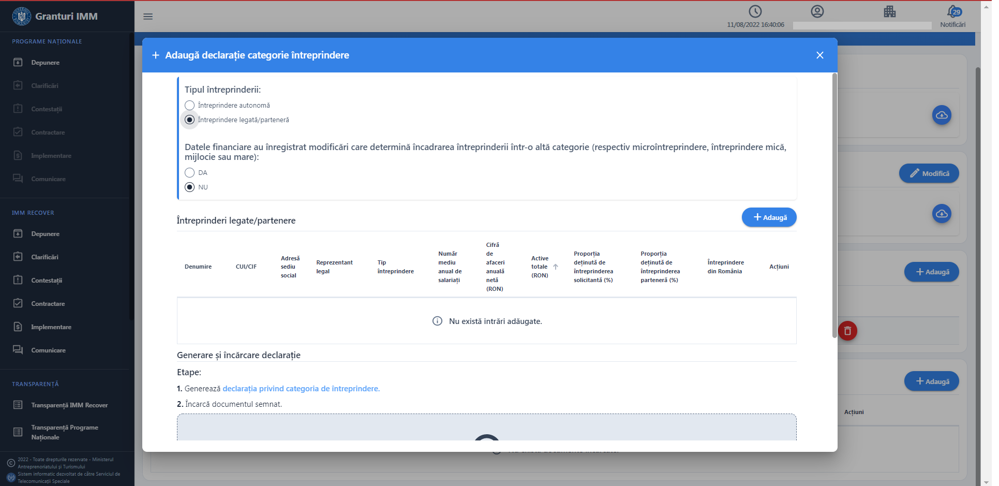 Granturi IMM
11/08/2022 16:40:06
29
Notificări
PROGRAME NAȚIONALE
Depunere
Clarificări
Contestații
Contractare
Implementare
Comunicare
IMM RECOVER
Depunere
Clarificări
Contestații
Contractare
Implementare
Comunicare
TRANSPARENȚĂ
Transparență IMM Recover
Transparență Programe
Naționale
2022 - Toate drepturile rezervate - Ministerul
Antreprenoriatului și Turismului
Sistem informatic dezvoltat de către Serviciul de
Telecomunicații Speciale
Adaugă declarație categorie întreprindere
Tipul întreprinderii:
Întreprindere autonomă
Întreprindere legată/parteneră
Datele financiare au înregistrat modificări care determină încadrarea întreprinderii într-o altă categorie (respectiv microîntreprindere, întreprindere mică,
mijlocie sau mare):
DA
NU
Întreprinderi legate/partenere
Adaugă
Denumire
CUI/CIF
Adresă
sediu
social
Reprezentant
legal
Tip
întreprindere
Număr
mediu
anual de
salariați
Cifră
de
afaceri
anuală
netă
(RON)
Active
totale
(RON)
Proporția
deținută de
întreprinderea
solicitantă (%)
Proporția
deținută de
întreprinderea
parteneră (%)
Întreprindere
din România
Acțiuni
Nu există intrări adăugate.
Generare și încărcare declarație
Etape:
1. Generează declarația privind categoria de întreprindere.
2. Încarcă documentul semnat.
Modifică
Adaugă
Adaugă
Acțiuni